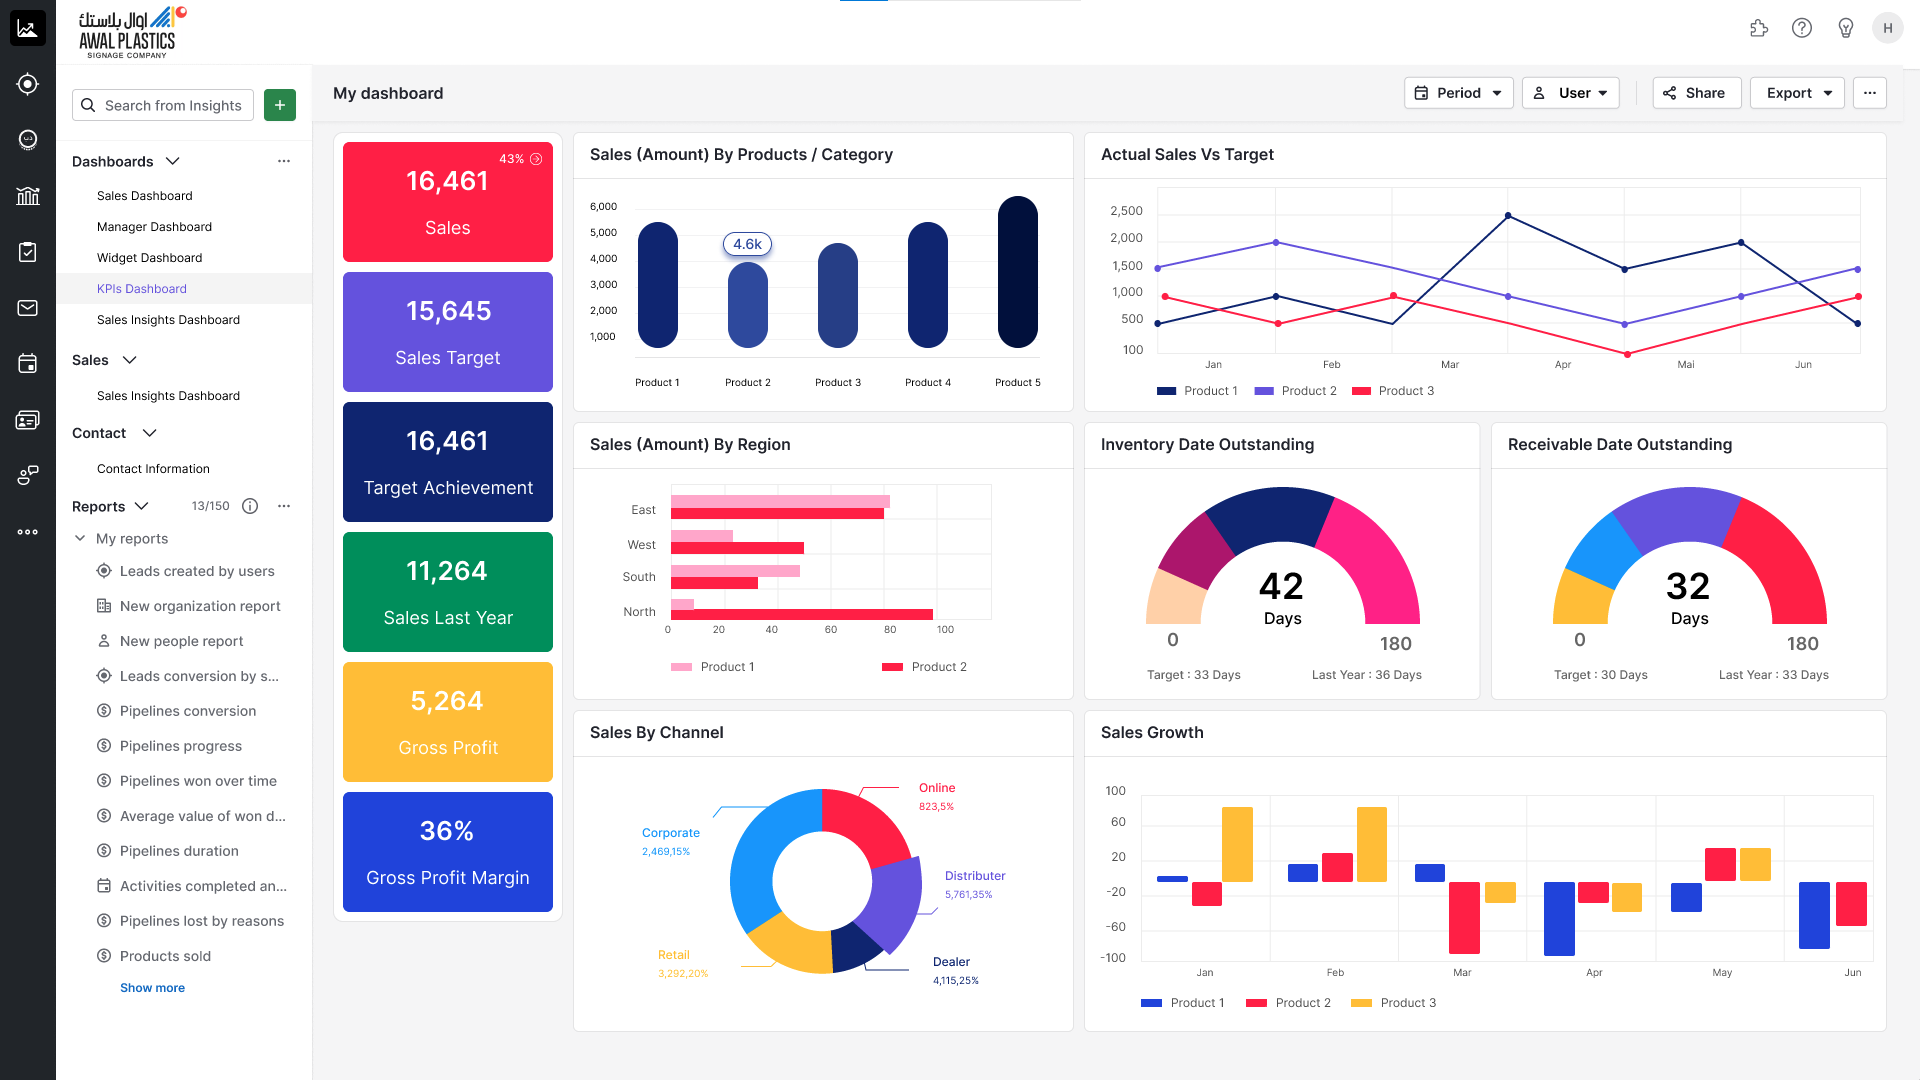 اوال بلاستك
AWAL PLASTICS
SIGNAGE COMPANY
H
Search from Insights
+
Dashboards
Sales Dashboard
Manager Dashboard
Widget Dashboard
KPIs Dashboard
Sales Insights Dashboard
Sales
Sales Insights Dashboard
Contact
Contact Information
Reports
13/150
My reports
Leads created by users
New organization report
New people report
Leads conversion by s...
Pipelines conversion
Pipelines progress
Pipelines won over time
Average value of won d...
Pipelines duration
Activities completed an...
Pipelines lost by reasons
Products sold
Show more
My dashboard
Period
User
Share
Export
43%
16,461
Sales
15,645
Sales Target
16,461
Target Achievement
11,264
Sales Last Year
5,264
Gross Profit
36%
Gross Profit Margin
Sales (Amount) By Products / Category
6,000
5,000
4,000
3,000
2,000
1,000
4.6k
Product 1
Product 2
Product 3
Product 4
Product 5
Actual Sales Vs Target
2,500
2,000
1,500
1,000
500
100
Jan
Feb
Mar
Apr
Mai
Jun
Product 1
Product 2
Product 3
Sales (Amount) By Region
East
West
South
North
0
20
40
60
80
100
Product 1
Product 2
Inventory Date Outstanding
42
Days
0
180
Target : 33 Days
Last Year : 36 Days
Receivable Date Outstanding
32
Days
0
180
Target : 30 Days
Last Year : 33 Days
Sales By Channel
Online
823,5%
Corporate
2,469,15%
Distributer
5,761,35%
Retail
3,292,20%
Dealer
4,115,25%
Sales Growth
100
60
20
-20
-60
-100
Jan
Feb
Mar
Apr
May
Jun
Product 1
Product 2
Product 3